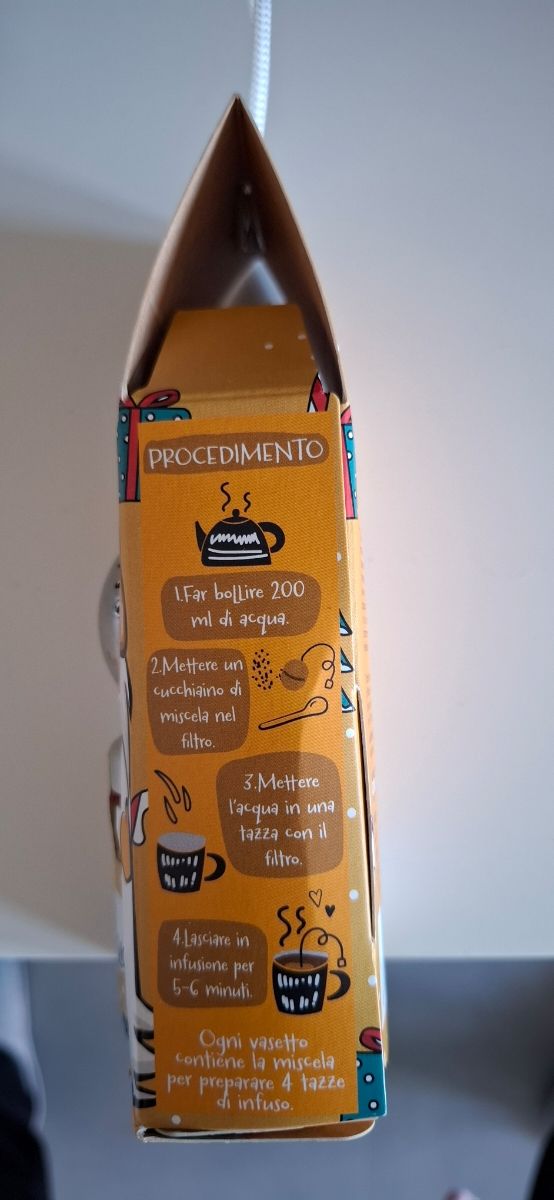 PROCEDIMENTO
1.Far bollire 200
ml di acqua.
2.Mettere un
cucchiaino di
miscela nel
filtro.
3.Mettere
l'acqua in una
tazza con il
filtro.
4.Lasciare in
infusione per
5-6 minuti.
Ogni vasetto
contiene la miscela
per preparare 4 tazze
di infuso.